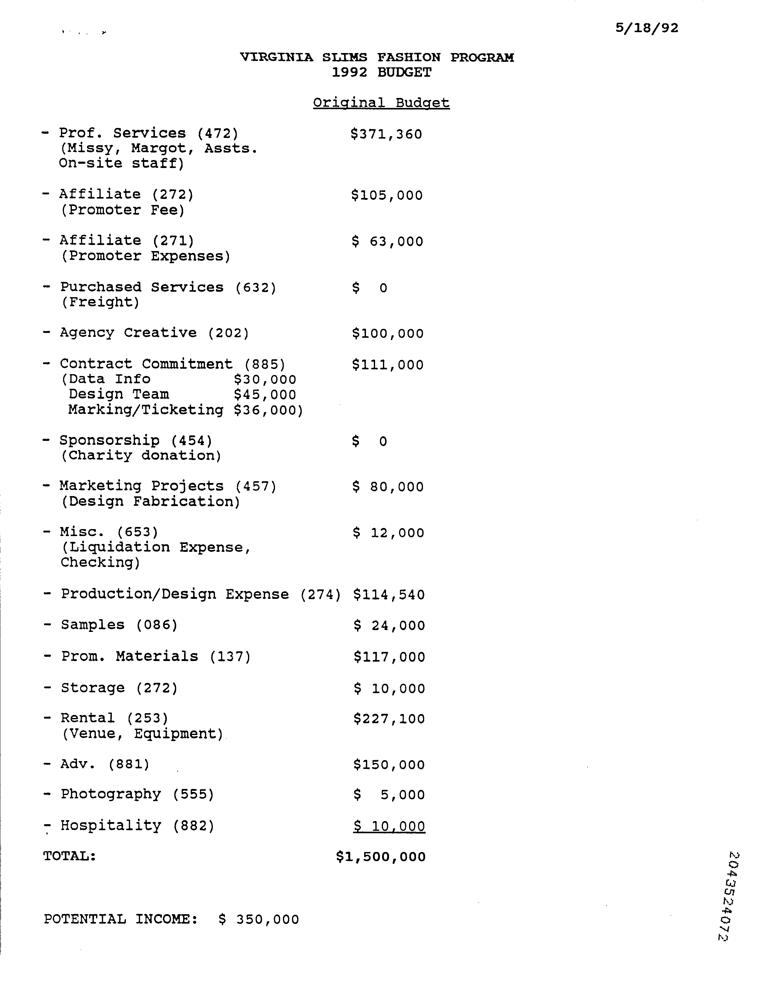 5/18/92
VIRGINIA SLIMS FASHION PROGRAM
1992 BUDGET
Original Budget
- Prof. Services (472) $371,360
(Missy, Margot, Assts.
On-site staff)
- Affiliate (272) $105,000
(Promoter Fee)
- Affiliate (271) $ 63,000
(Promoter Expenses)
- Purchased Services (632) $ 0
(Freight)
- Agency Creative (202) $100,000
- Contract Commitment (885) $111,000
(Data Info $30,000
Design Team $45,000
Marking/Ticketing $36,000)
- Sponsorship (454) $ 0
(Charity donation)
- Marketing Projects (457) $ 80,000
(Design Fabrication)
- Misc. (653) $ 12,000
(Liquidation Expense,
Checking)
- Production/Design Expense (274) $114,540
- Samples (086) $ 24,000
- Prom. Materials (137) $117,000
- Storage (272) $ 10,000
- Rental (253) $227,100
(Venue, Equipment)
- Adv. (881) $150,000
- Photography (555) $ 5,000
- Hospitality (882) $ 10,000
TOTAL: $1,500,000
POTENTIAL INCOME: $ 350,000
2043524072